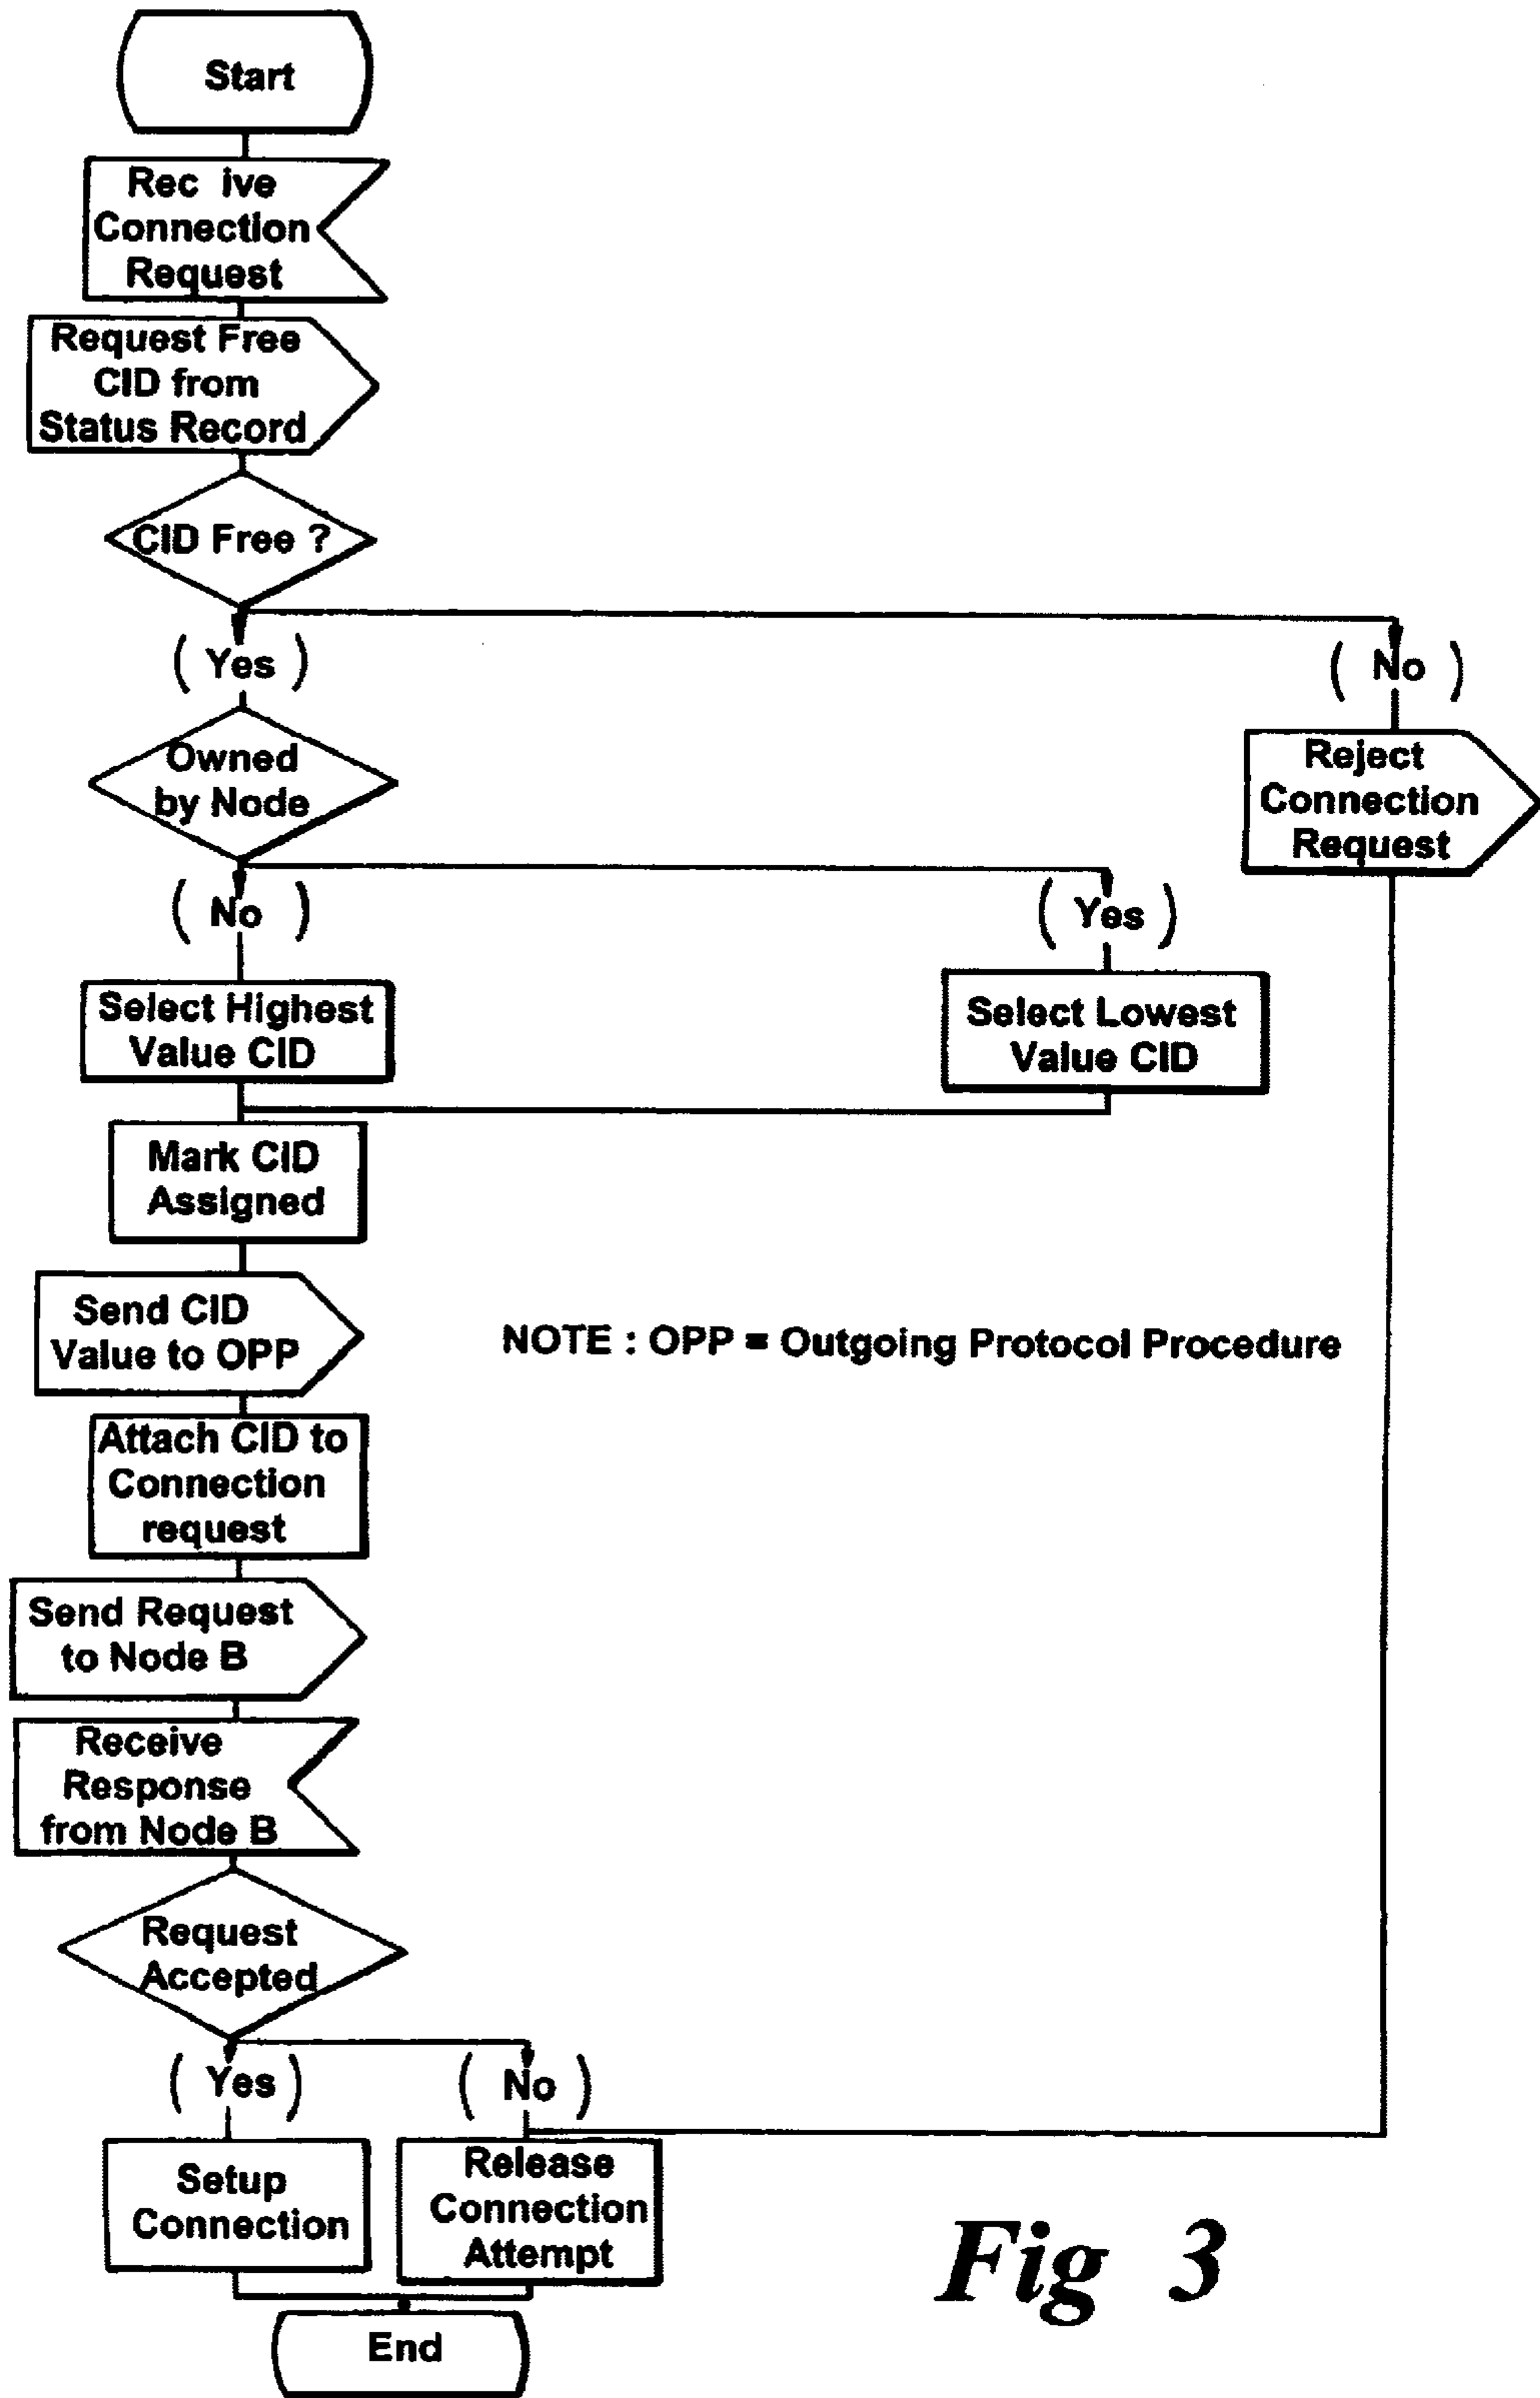 Start
Rec ive
Connection
Request
Request Free
CID from
Status Record
CID Free ?
( Yes )
( No )
Owned
by Node
Reject
Connection
Request
( No )
( Yes )
Select Highest
Value CID
Select Lowest
Value CID
Mark CID
Assigned
Send CID
Value to OPP
NOTE : OPP = Outgoing Protocol Procedure
Attach CID to
Connection
request
Send Request
to Node B
Receive
Response
from Node B
Request
Accepted
( Yes )
( No )
Setup
Connection
Release
Connection
Attempt
End
Fig 3